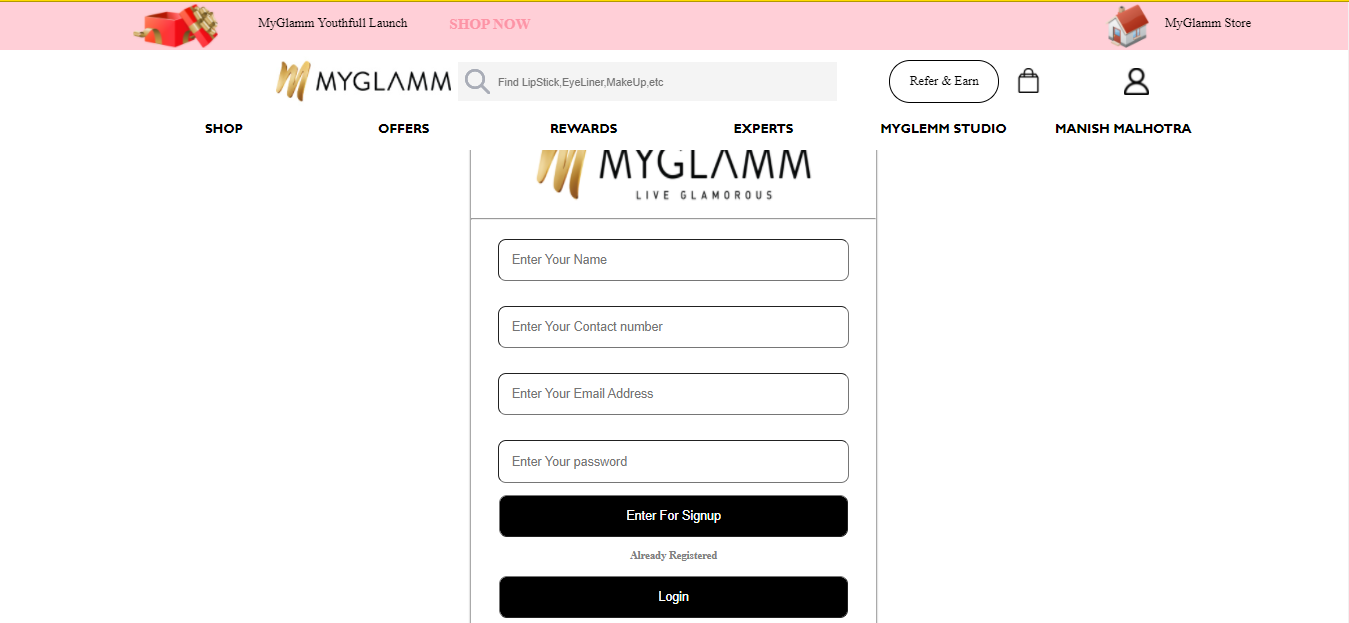 MyGlamm Youthfull Launch SHOP NOW MyGlamm Store
MYGLAMM Find LipStick,EyeLiner,MakeUp,etc Refer & Earn
SHOP OFFERS REWARDS EXPERTS MYGLEMM STUDIO MANISH MALHOTRA
MYGLAMM
LIVE GLAMOROUS
Enter Your Name
Enter Your Contact number
Enter Your Email Address
Enter Your password
Enter For Signup
Already Registered
Login